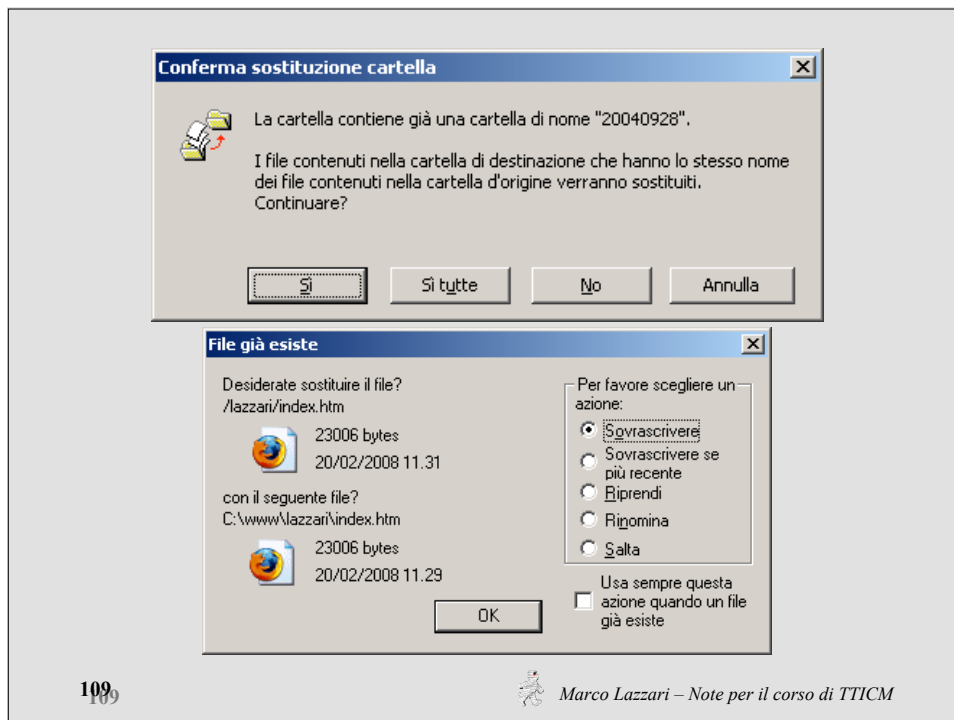 Conferma sostituzione cartella
La cartella contiene già una cartella di nome "20040928".
I file contenuti nella cartella di destinazione che hanno lo stesso nome
dei file contenuti nella cartella d'origine verranno sostituiti.
Continuare?
Sì
Sì tutte
No
Annulla
File già esiste
Desiderate sostituire il file?
/lazzari/index.htm
23006 bytes
20/02/2008 11.31
con il seguente file?
C:\www\lazzari\index.htm
23006 bytes
20/02/2008 11.29
OK
Per favore scegliere un
azione:
Sovrascrivere
Sovrascrivere se
più recente
Riprendi
Rinomina
Salta
Usa sempre questa
azione quando un file
già esiste
109
109
Marco Lazzari – Note per il corso di TTICM